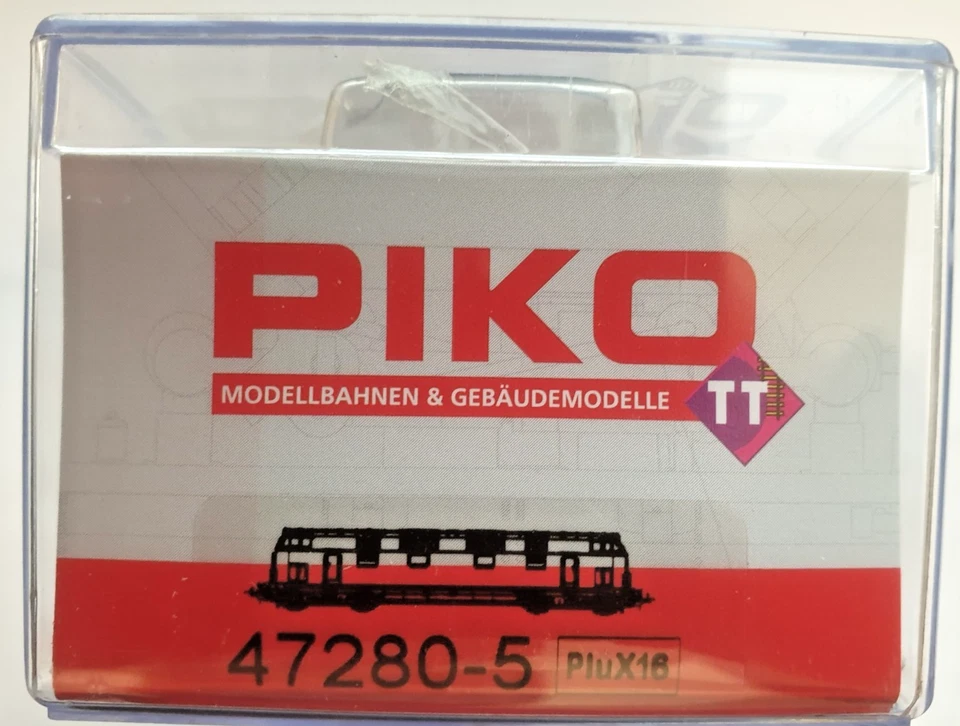 PIKO
MODELLBAHNEN & GEBÄUDEMODELLE
TT
47280-5 PluX16